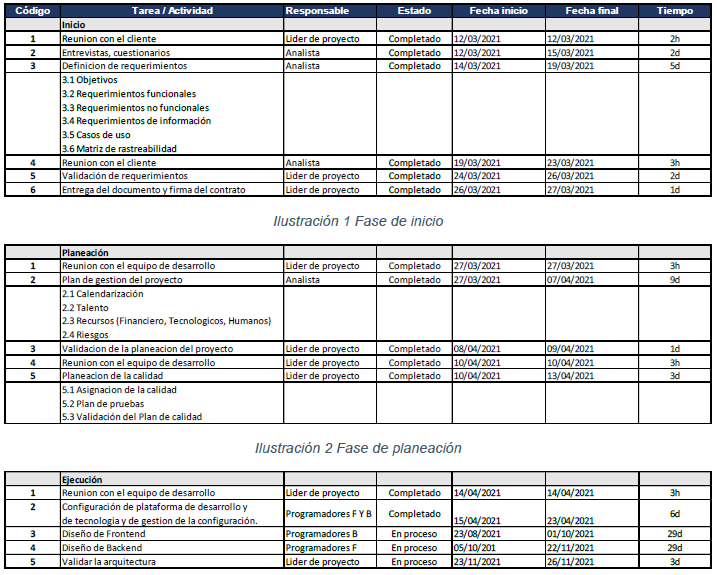 Código Tarea / Actividad Responsable Estado Fecha inicio Fecha final Tiempo
Inicio
1 Reunion con el cliente Lider de proyecto Completado 12/03/2021 12/03/2021 2h
2 Entrevistas, cuestionarios Analista Completado 12/03/2021 15/03/2021 2d
3 Definicion de requerimientos Analista Completado 14/03/2021 19/03/2021 5d
3.1 Objetivos
3.2 Requerimientos funcionales
3.3 Requerimientos no funcionales
3.4 Requerimientos de información
3.5 Casos de uso
3.6 Matriz de rastreabilidad
4 Reunion con el cliente Analista Completado 19/03/2021 23/03/2021 3h
5 Validación de requerimientos Lider de proyecto Completado 24/03/2021 26/03/2021 2d
6 Entrega del documento y firma del contrato Lider de proyecto Completado 26/03/2021 27/03/2021 1d
Ilustración 1 Fase de inicio
Planeación
1 Reunion con el equipo de desarrollo Lider de proyecto Completado 27/03/2021 27/03/2021 3h
2 Plan de gestion del proyecto Analista Completado 27/03/2021 07/04/2021 9d
2.1 Calendarización
2.2 Talento
2.3 Recursos (Financiero, Tecnologicos, Humanos)
2.4 Riesgos
3 Validacion de la planeacion del proyecto Lider de proyecto Completado 08/04/2021 09/04/2021 1d
4 Reunion con el equipo de desarrollo Lider de proyecto Completado 10/04/2021 10/04/2021 3h
5 Planeacion de la calidad Lider de proyecto Completado 10/04/2021 13/04/2021 3d
5.1 Asignacion de la calidad
5.2 Plan de pruebas
5.3 Validación del Plan de calidad
Ilustración 2 Fase de planeación
Ejecución
1 Reunion con el equipo de desarrollo Lider de proyecto Completado 14/04/2021 14/04/2021 3h
2 Configuración de plataforma de desarrollo y
de tecnologia y de gestion de la configuración. Programadores F Y B Completado 15/04/2021 23/04/2021 6d
3 Diseño de Frontend Programadores B En proceso 23/08/2021 01/10/2021 29d
4 Diseño de Backend Programadores F En proceso 05/10/201 22/11/2021 29d
5 Validar la arquitectura Lider de proyecto En proceso 23/11/2021 26/11/2021 3d